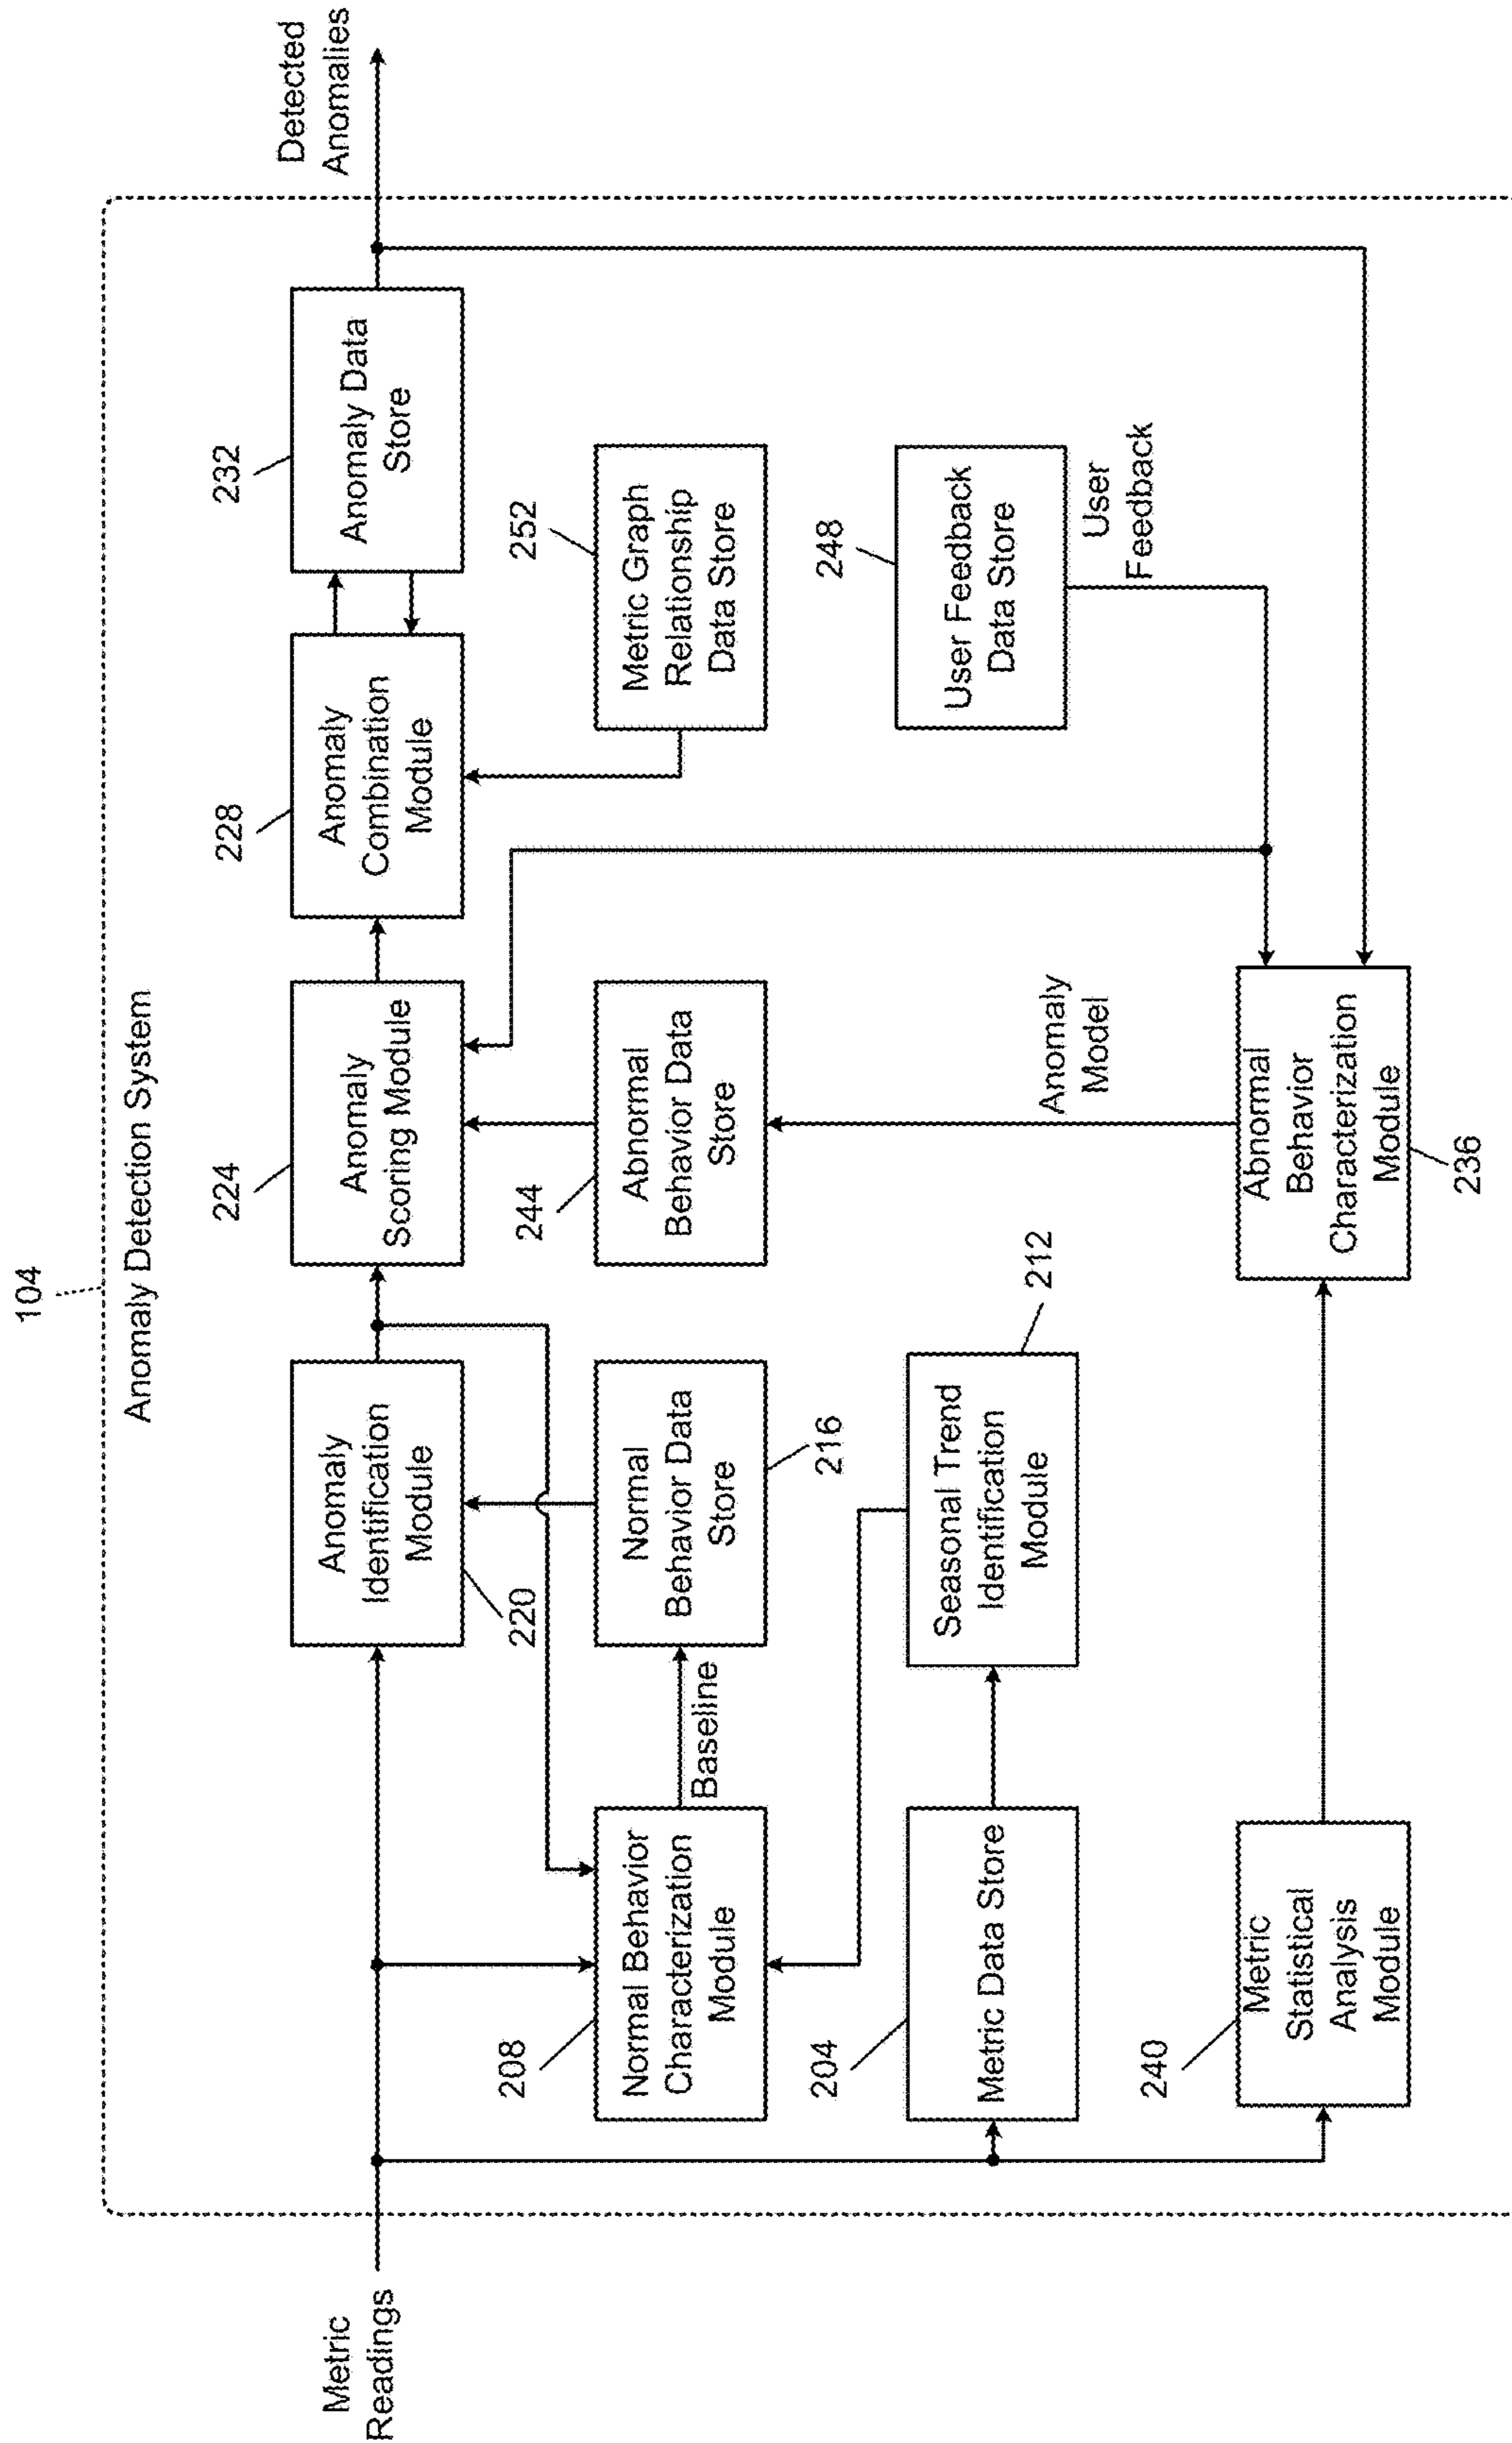 104
Anomaly Detection System
Metric
Readings
220
Anomaly
Identification
Module
224
Anomaly
Scoring Module
228
Anomaly
Combination
Module
232
Anomaly Data
Store
Detected
Anomalies
208
Normal Behavior
Characterization
Module
Baseline
Normal
Behavior Data
Store
216
244
Abnormal
Behavior Data
Store
252
Metric Graph
Relationship
Data Store
204
Metric Data Store
Seasonal Trend
Identification
Module
212
Anomaly
Model
248
User Feedback
Data Store
User
Feedback
240
Metric
Statistical
Analysis
Module
Abnormal
Behavior
Characterization
Module
236